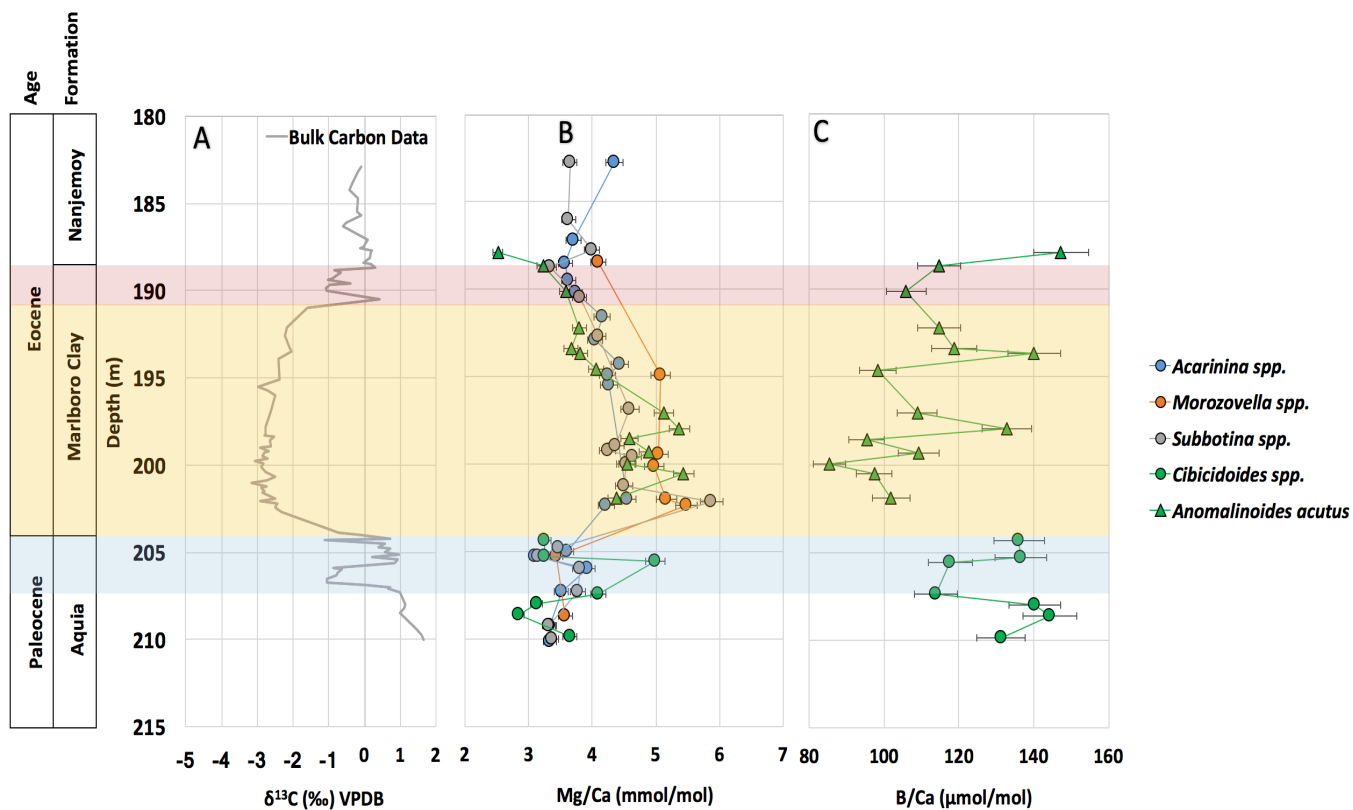 Age
Formation
Paleocene
Eocene
Aquia
Marlboro Clay
Nanjemoy
Depth (m)
180
185
190
195
200
205
210
215
A
Bulk Carbon Data
-5 -4 -3 -2 -1 0 1 2
δ¹³C (‰) VPDB
B
2 3 4 5 6 7
Mg/Ca (mmol/mol)
C
80 100 120 140 160
B/Ca (μmol/mol)
Acarinina spp.
Morozovella spp.
Subbotina spp.
Cibicidoides spp.
Anomalinoides acutus